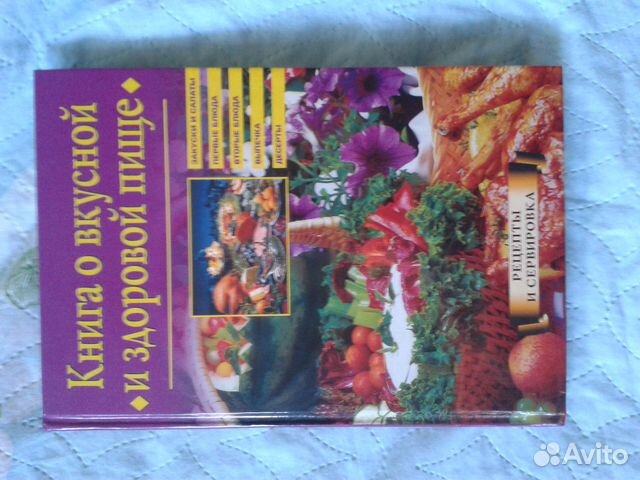 Книга о вкусной
и здоровой пище
ЗАКУСКИ И САЛАТЫ
ПЕРВЫЕ БЛЮДА
ВТОРЫЕ БЛЮДА
ВЫПЕЧКА
ДЕСЕРТЫ
РЕЦЕПТЫ
И СЕРВИРОВКА
Avito